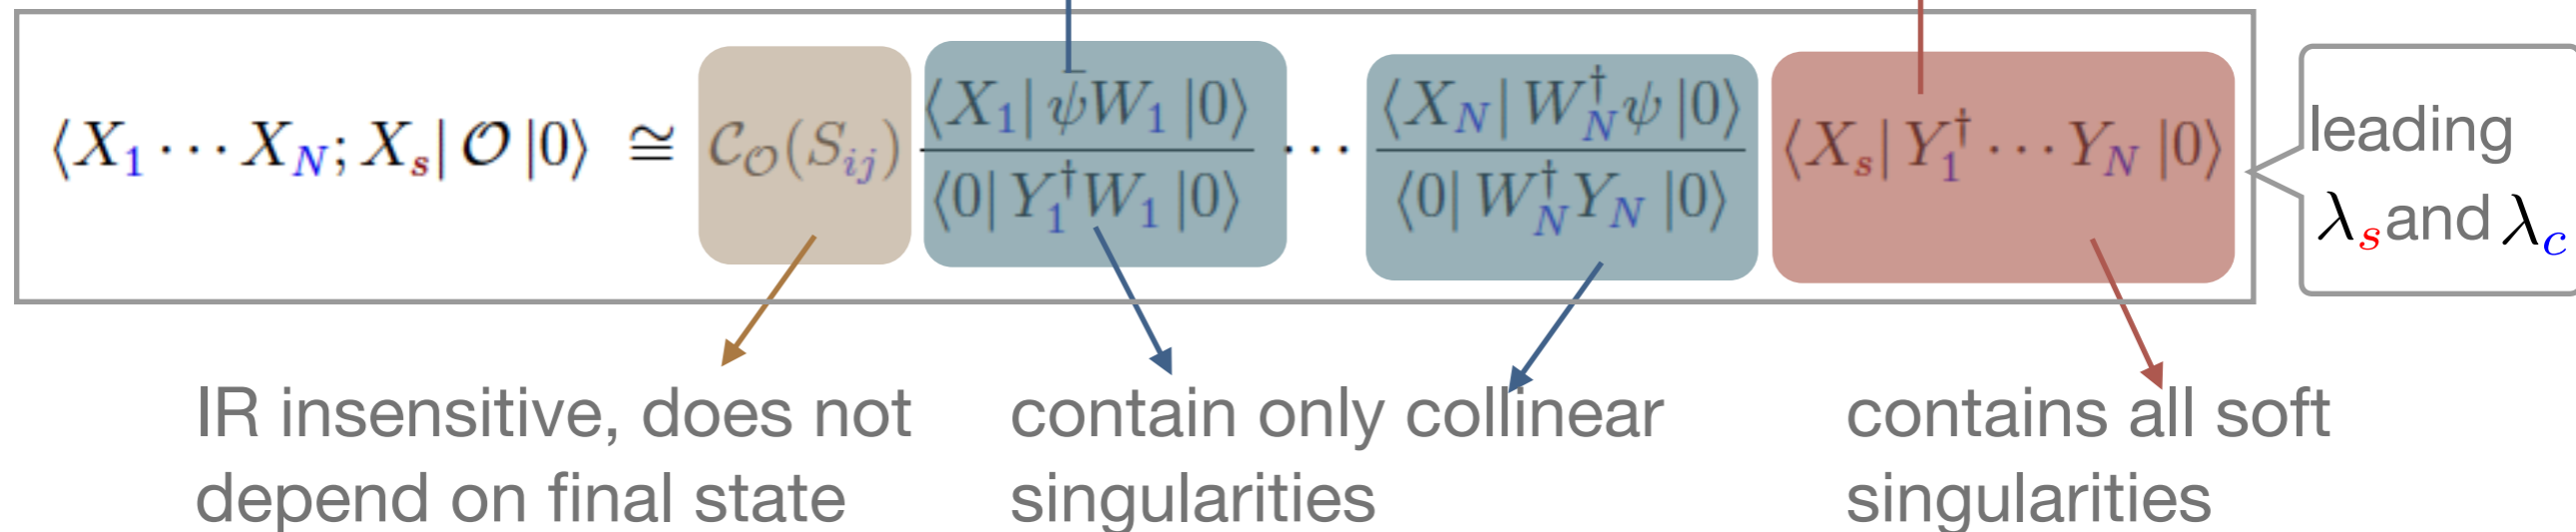 ⟨X₁ ⋯ X_N; X_s| 𝒪 |0⟩ ≅ 𝒞_𝒪(S_ij) ⟨X₁| ψ̄W₁ |0⟩ / ⟨0| Y₁†W₁ |0⟩ ⋯ ⟨X_N| W_N†ψ |0⟩ / ⟨0| W_N†Y_N |0⟩ ⟨X_s| Y₁† ⋯ Y_N |0⟩
leading
λ_s and λ_c
IR insensitive, does not
depend on final state
contain only collinear
singularities
contains all soft
singularities